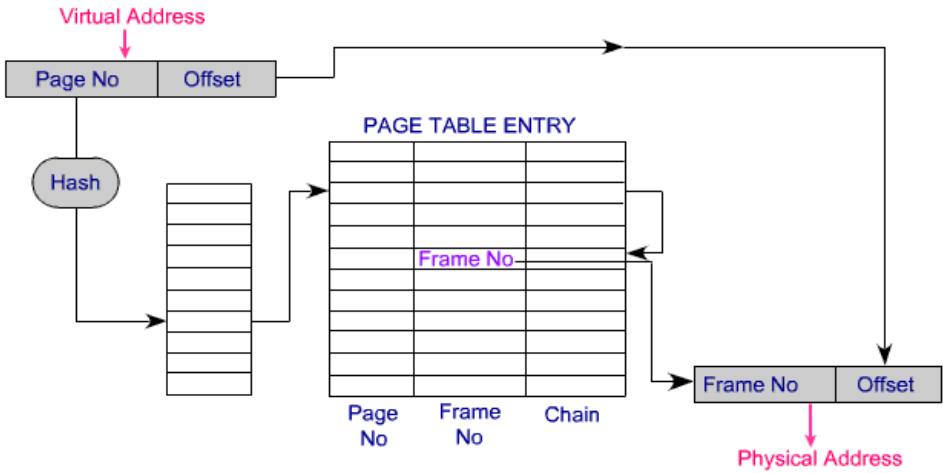 Virtual Address
Page No
Offset
PAGE TABLE ENTRY
Hash
Frame No
Frame No
Offset
Page
No
Frame
No
Chain
Physical Address